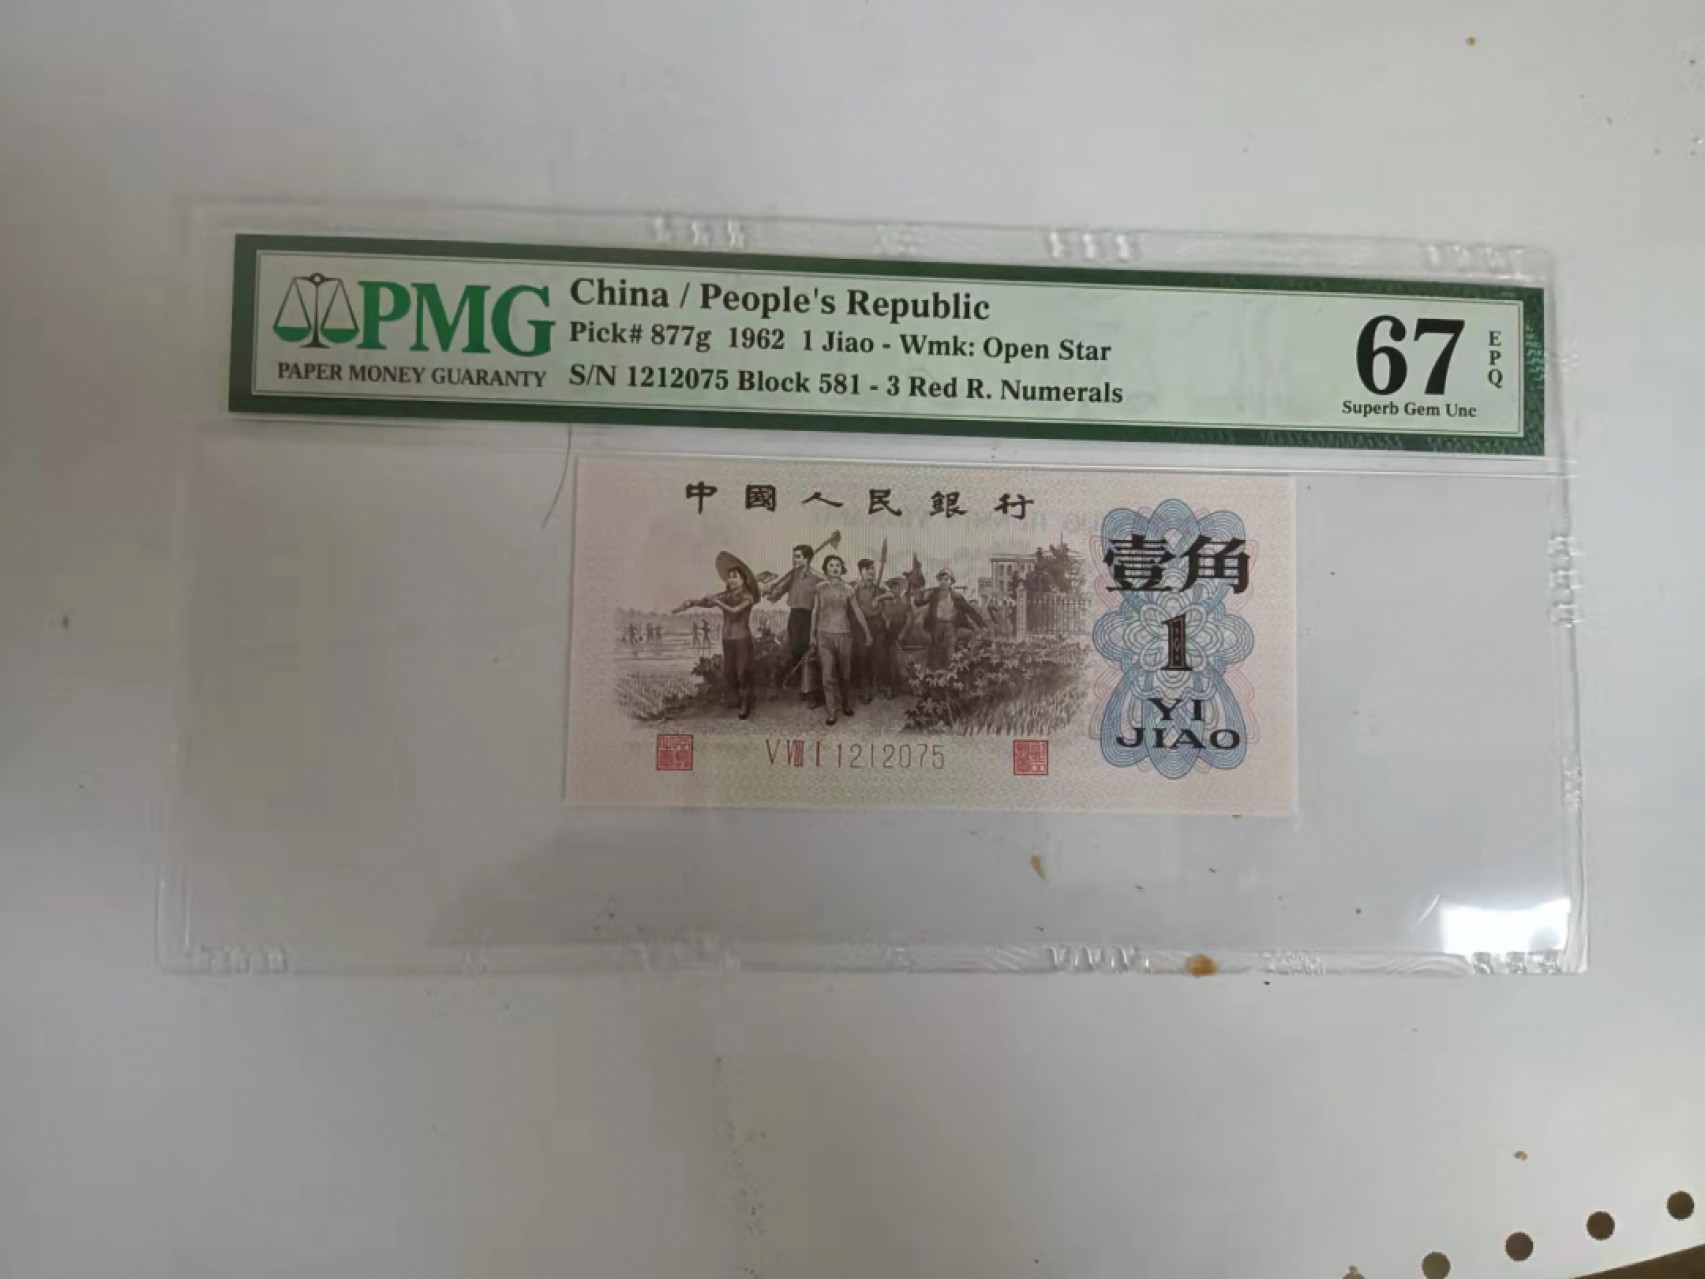 PMG
PAPER MONEY GUARANTY
China / People's Republic
Pick# 877g 1962 1 Jiao - Wmk: Open Star
S/N 1212075 Block 581 - 3 Red R. Numerals
67
EPQ
Superb Gem Unc
中國人民銀行
壹角
1
YI
JIAO
V VIII I 1212075